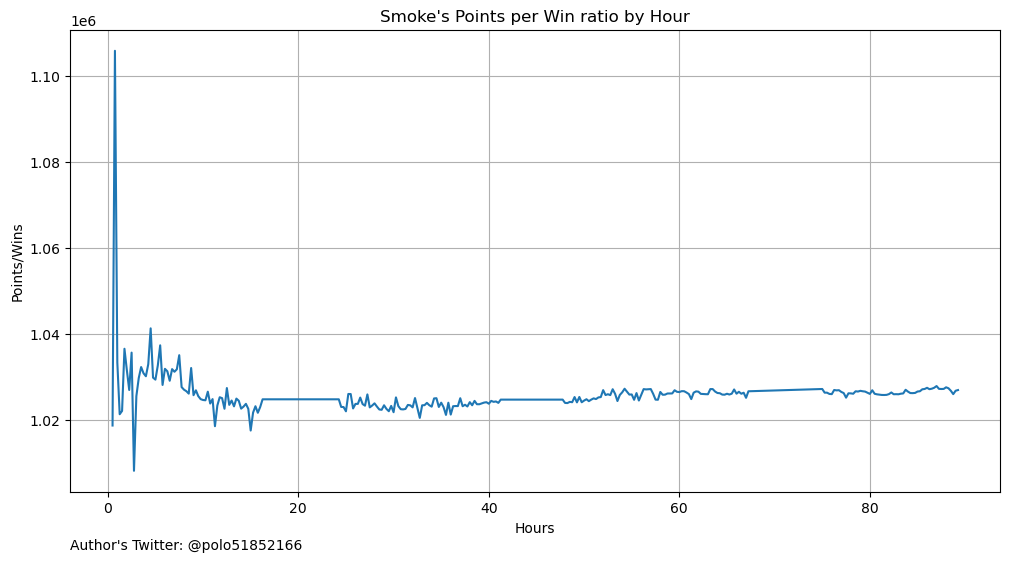 Smoke's Points per Win ratio by Hour
1e6
1.10
1.08
1.06
1.04
1.02
Points/Wins
0 20 40 60 80
Hours
Author's Twitter: @polo51852166